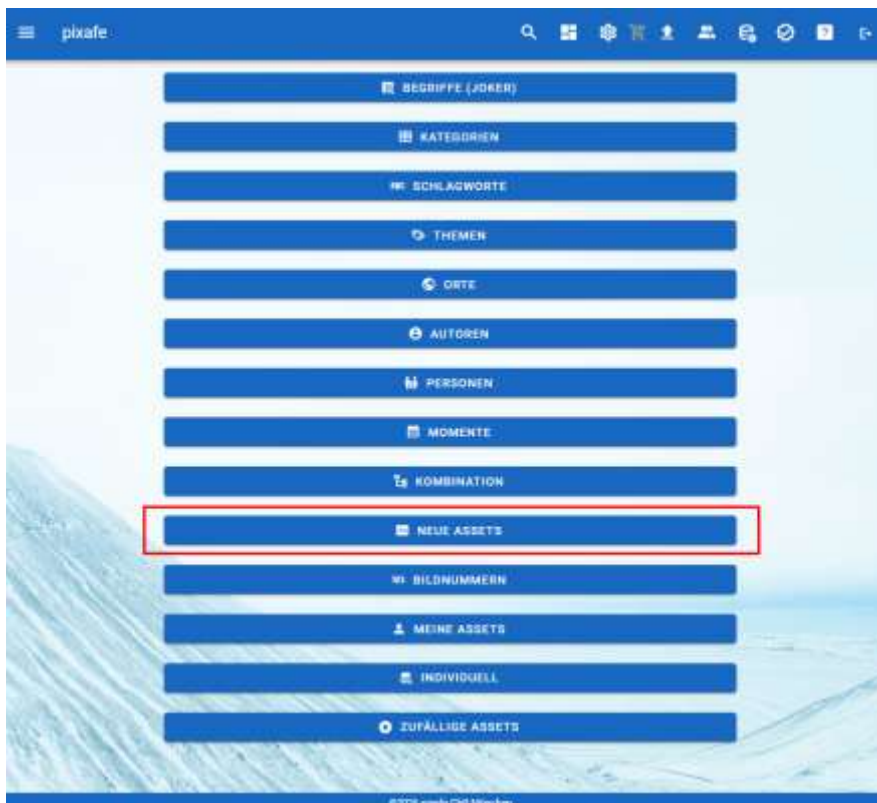 pixafe
BEGRIFFE (JOKER)
KATEGORIEN
SCHLAGWORTE
THEMEN
ORTE
AUTOREN
PERSONEN
MOMENTE
KOMBINATION
NEUE ASSETS
BILDNUMMERN
MEINE ASSETS
INDIVIDUELL
ZUFÄLLIGE ASSETS